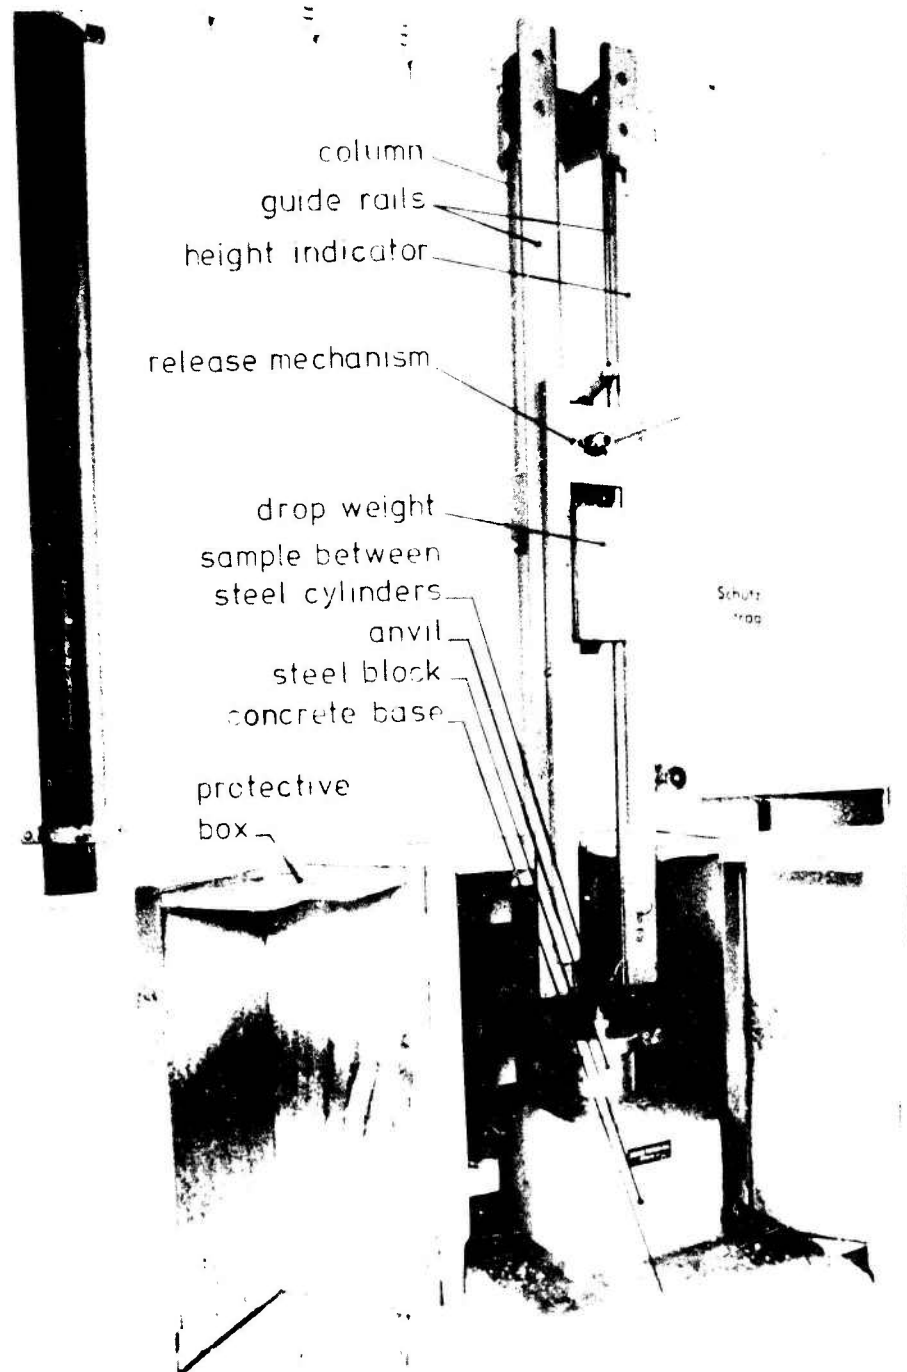 column
guide rails
height indicator
release mechanism
drop weight
sample between
steel cylinders
anvil
steel block
concrete base
protective
box
Schutz